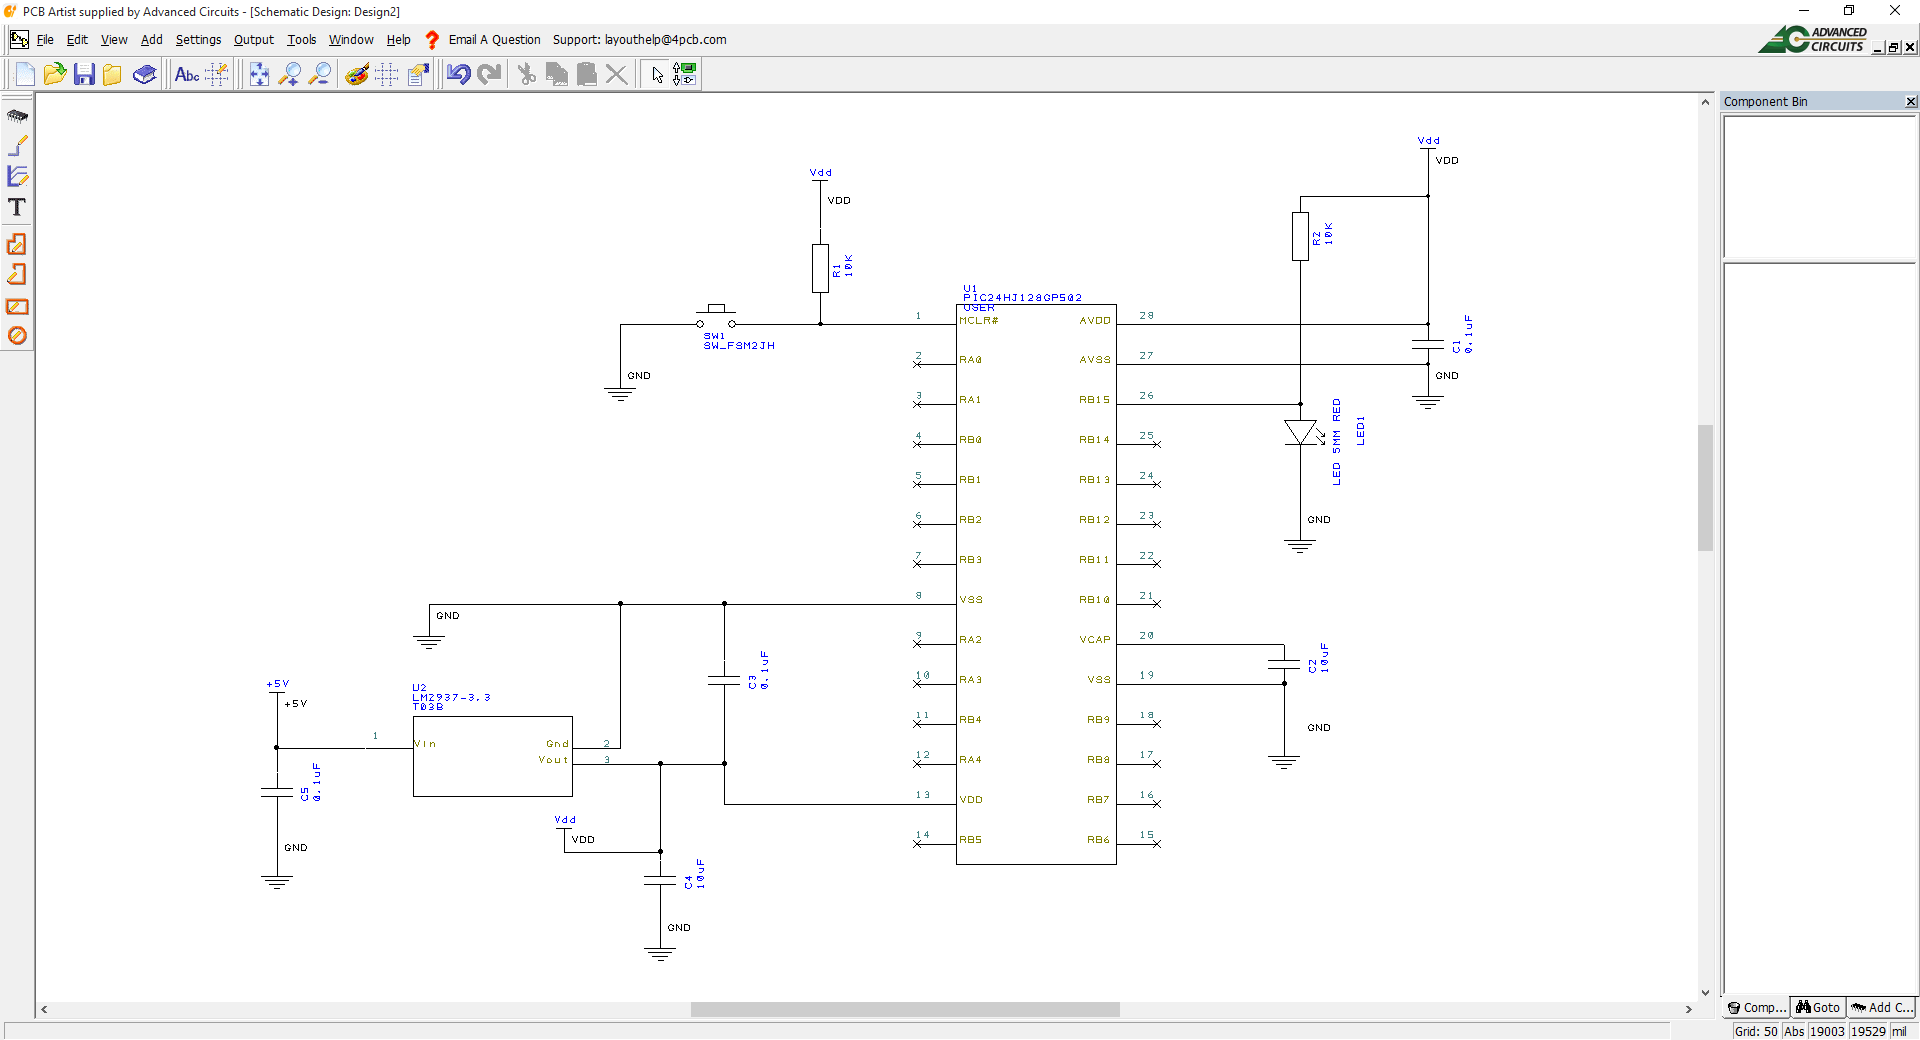 PCB Artist supplied by Advanced Circuits - [Schematic Design: Design2]
File Edit View Add Settings Output Tools Window Help ? Email A Question Support: layouthelp@4pcb.com
ADVANCED
CIRCUITS
Abc
T
Component Bin
Vdd
VDD
R1
10K
SW1
SW_FSM2JH
GND
U1
PIC24HJ128GP502
USER
1 MCLR#
2 RA0
3 RA1
4 RB0
5 RB1
6 RB2
7 RB3
8 VSS
9 RA2
10 RA3
11 RB4
12 RA4
13 VDD
14 RB5
AVDD 28
AVSS 27
RB15 26
RB14 25
RB13 24
RB12 23
RB11 22
RB10 21
VCAP 20
VSS 19
RB9 18
RB8 17
RB7 16
RB6 15
Vdd
VDD
R2
10K
C1
0.1uF
GND
LED 5MM RED
LED1
GND
C2
10uF
GND
GND
C3
0.1uF
+5V
+5V
U2
LM2937-3.3
TO3B
1 Vin
Gnd 2
Vout 3
C5
0.1uF
GND
Vdd
VDD
C4
10uF
GND
Comp... Goto Add C...
Grid: 50 Abs 19003 19529 mil